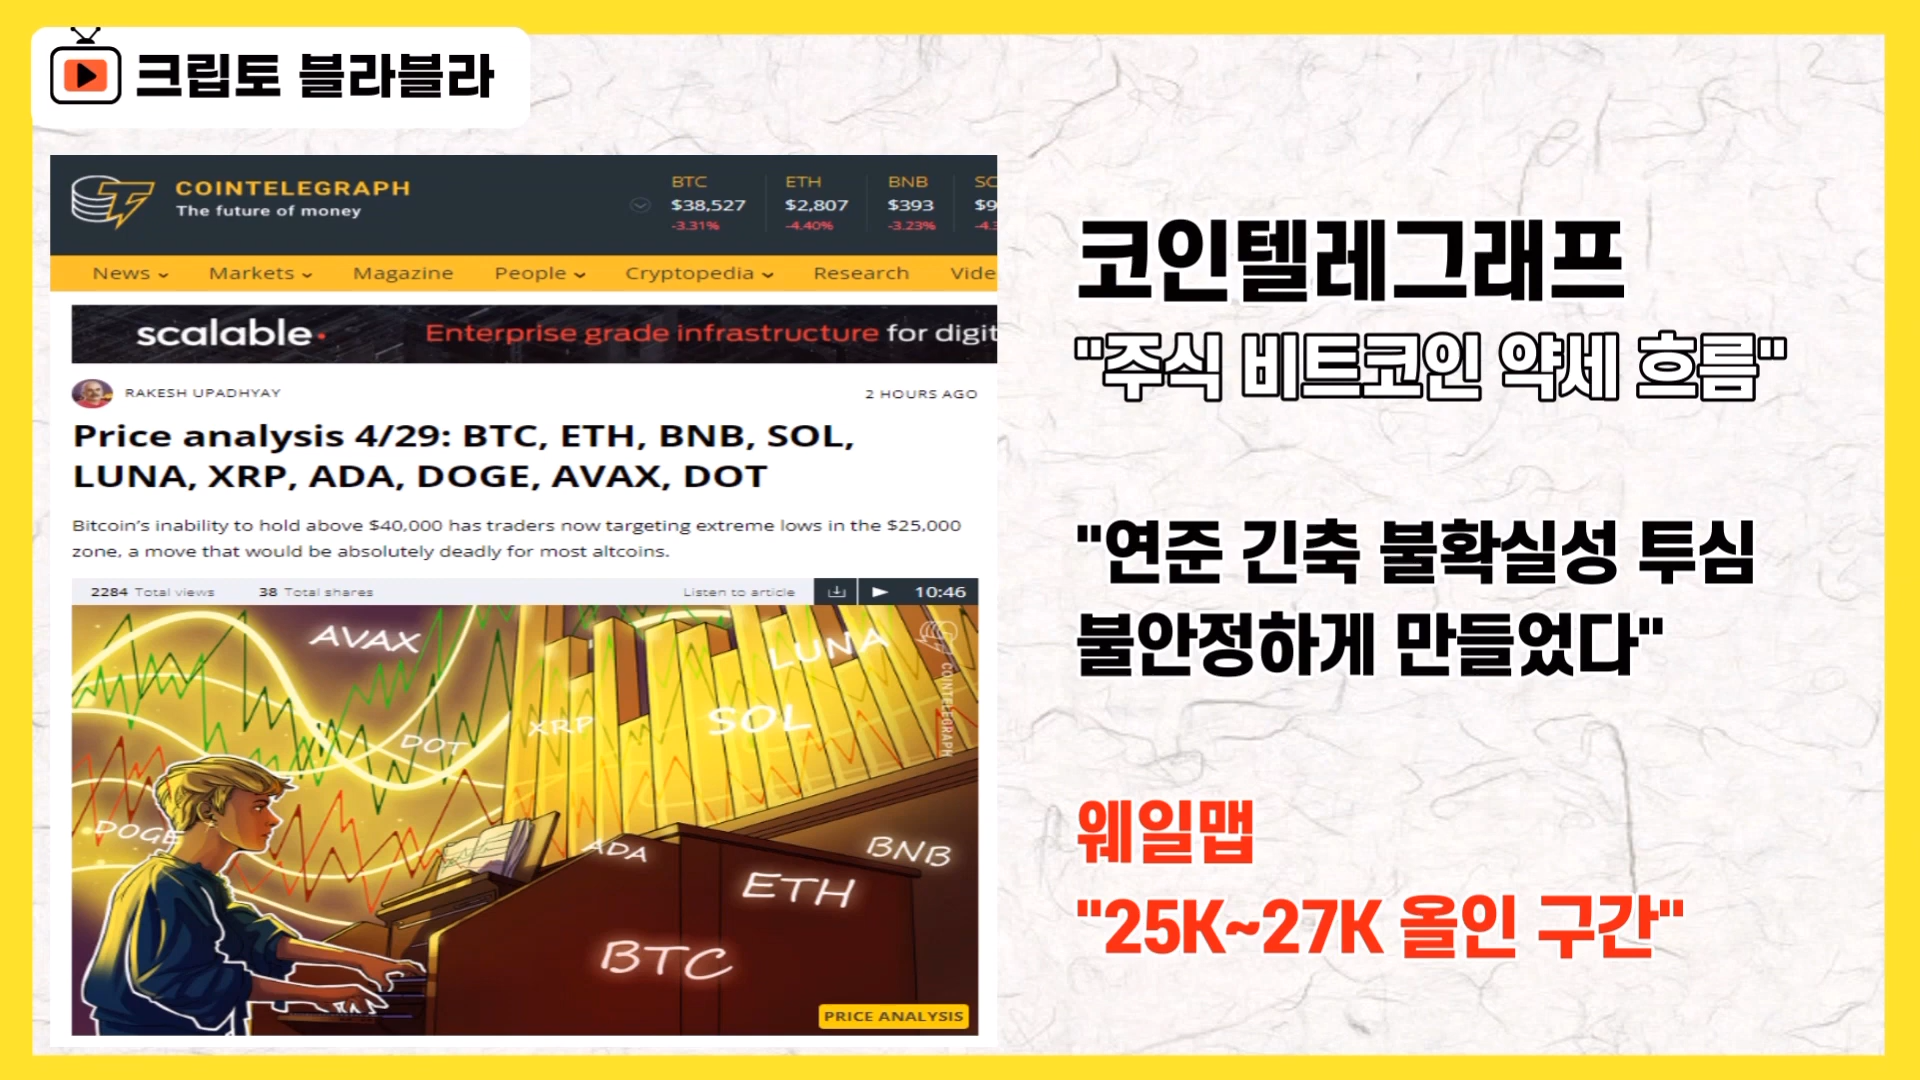 크립토 블라블라
COINTELEGRAPH
The future of money
BTC ETH BNB SO
$38,527 $2,807 $393 $9
-3.31% -4.40% -3.23% -4.3
News Markets Magazine People Cryptopedia Research Vide
scalable. Enterprise grade infrastructure for digit
RAKESH UPADHYAY 2 HOURS AGO
Price analysis 4/29: BTC, ETH, BNB, SOL,
LUNA, XRP, ADA, DOGE, AVAX, DOT
Bitcoin's inability to hold above $40,000 has traders now targeting extreme lows in the $25,000
zone, a move that would be absolutely deadly for most altcoins.
2284 Total views 38 Total shares Listen to article 10:46
AVAX
LUNA
COINTELEGRAPH
XRP
SOL
DOT
DOGE
ADA
BNB
ETH
BTC
PRICE ANALYSIS
코인텔레그래프
"주식 비트코인 약세 흐름"
"연준 긴축 불확실성 투심
불안정하게 만들었다"
웨일맵
"25K~27K 올인 구간"